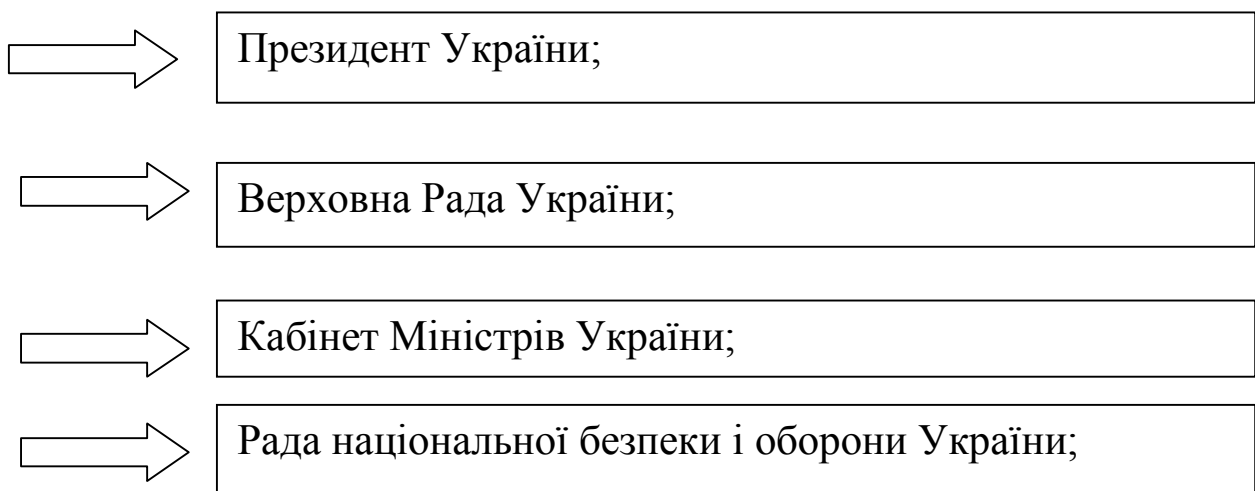 Президент України;
Верховна Рада України;
Кабінет Міністрів України;
Рада національної безпеки і оборони України;